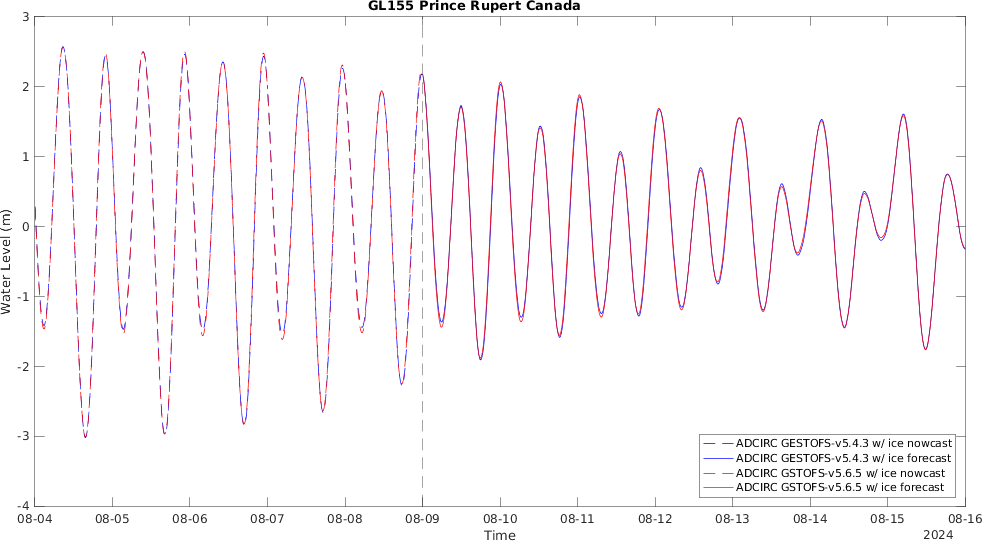 GL155 Prince Rupert Canada
3
2
1
0
-1
-2
-3
-4
Water Level (m)
ADCIRC GESTOFS-v5.4.3 w/ ice nowcast
ADCIRC GESTOFS-v5.4.3 w/ ice forecast
ADCIRC GSTOFS-v5.6.5 w/ ice nowcast
ADCIRC GSTOFS-v5.6.5 w/ ice forecast
08-04 08-05 08-06 08-07 08-08 08-09 08-10 08-11 08-12 08-13 08-14 08-15 08-16
Time
2024